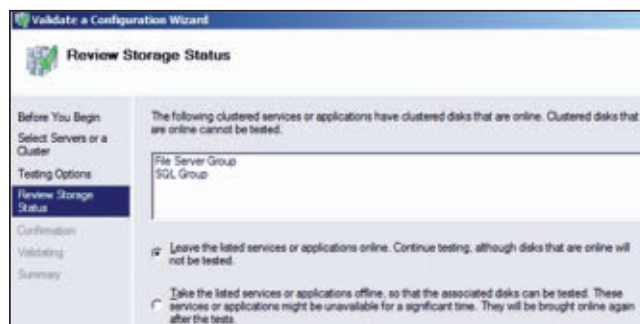 Validate a Configuration Wizard
Review Storage Status
Before You Begin
Select Servers or a
Cluster
Testing Options
Review Storage
Status
Confirmation
Validating
Summary
The following clustered services or applications have clustered disks that are online. Clustered disks that
are online cannot be tested.
File Server Group
SQL Group
Leave the listed services or applications online. Continue testing, although disks that are online will
not be tested.
Take the listed services or applications offline, so that the associated disks can be tested. These
services or applications might be unavailable for a significant time. They will be brought online again
after the tests.